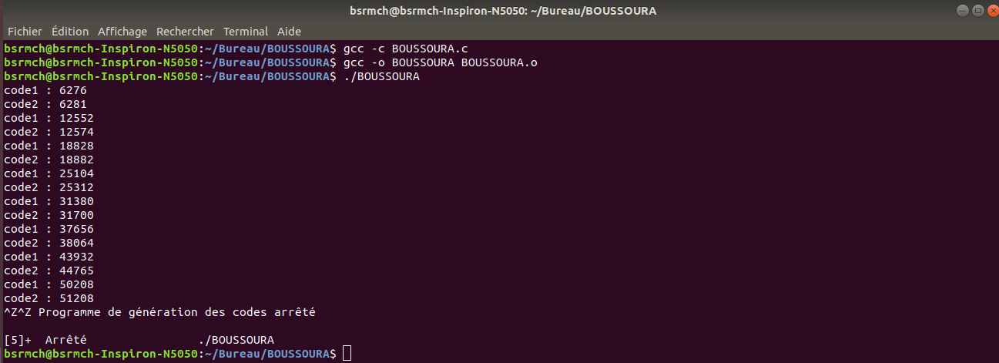 bsrmch@bsrmch-Inspiron-N5050: ~/Bureau/BOUSSOURA
Fichier Édition Affichage Rechercher Terminal Aide
bsrmch@bsrmch-Inspiron-N5050:~/Bureau/BOUSSOURA$ gcc -c BOUSSOURA.c
bsrmch@bsrmch-Inspiron-N5050:~/Bureau/BOUSSOURA$ gcc -o BOUSSOURA BOUSSOURA.o
bsrmch@bsrmch-Inspiron-N5050:~/Bureau/BOUSSOURA$ ./BOUSSOURA
code1 : 6276
code2 : 6281
code1 : 12552
code2 : 12574
code1 : 18828
code2 : 18882
code1 : 25104
code2 : 25312
code1 : 31380
code2 : 31700
code1 : 37656
code2 : 38064
code1 : 43932
code2 : 44765
code1 : 50208
code2 : 51208
^Z^Z Programme de génération des codes arrêté
[5]+  Arrêté                ./BOUSSOURA
bsrmch@bsrmch-Inspiron-N5050:~/Bureau/BOUSSOURA$